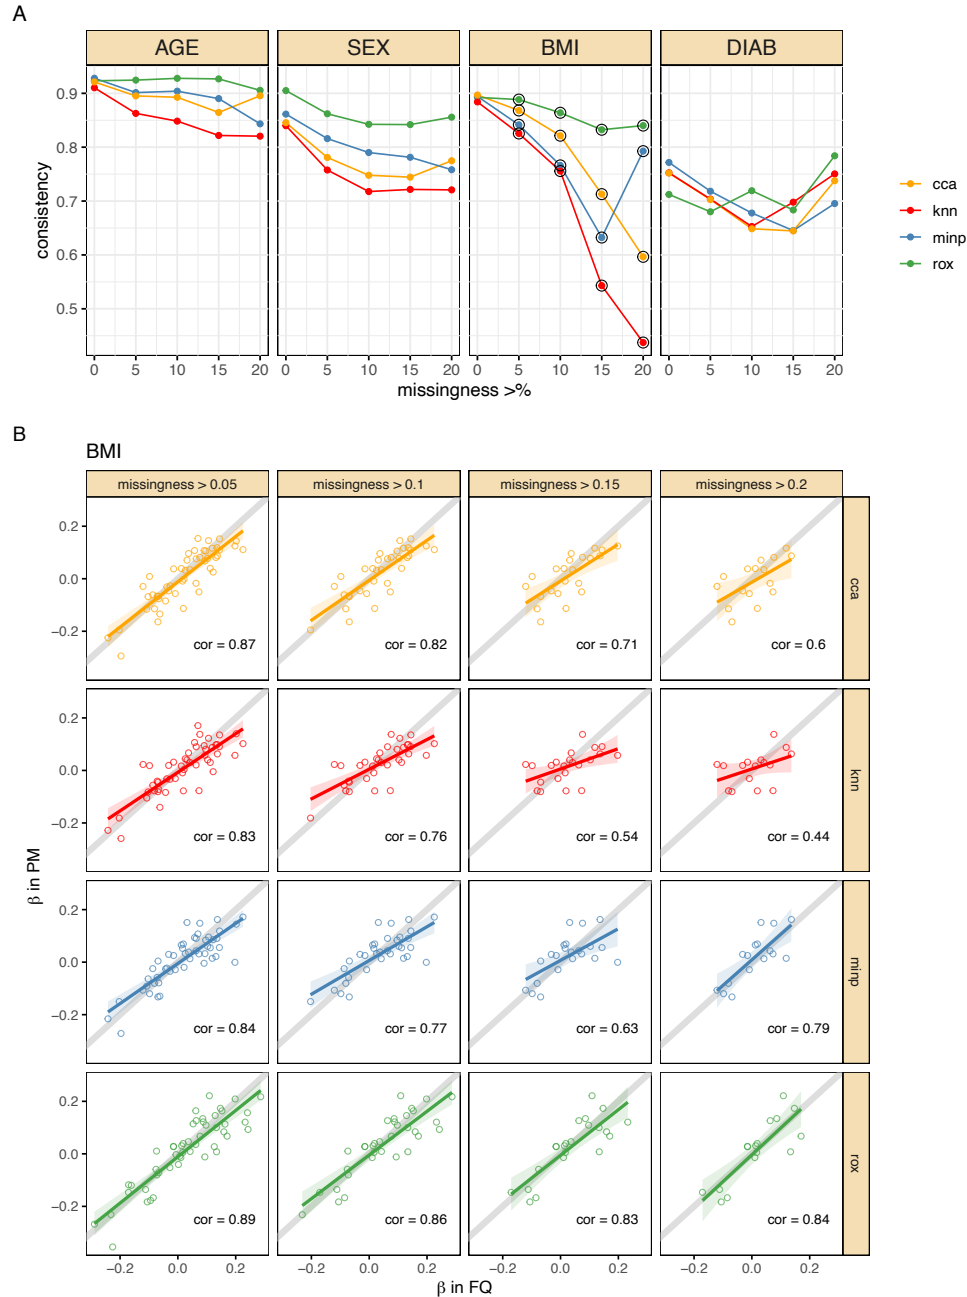 A
AGE SEX BMI DIAB
0.9
0.8
0.7
0.6
0.5
consistency
0 5 10 15 20 0 5 10 15 20 0 5 10 15 20 0 5 10 15 20
missingness >%
cca
knn
minp
rox
B
BMI
missingness > 0.05 missingness > 0.1 missingness > 0.15 missingness > 0.2
0.2
0.0
−0.2
cor = 0.87 cor = 0.82 cor = 0.71 cor = 0.6
cca
0.2
0.0
−0.2
cor = 0.83 cor = 0.76 cor = 0.54 cor = 0.44
knn
β in PM
0.2
0.0
−0.2
cor = 0.84 cor = 0.77 cor = 0.63 cor = 0.79
minp
0.2
0.0
−0.2
cor = 0.89 cor = 0.86 cor = 0.83 cor = 0.84
rox
−0.2 0.0 0.2 −0.2 0.0 0.2 −0.2 0.0 0.2 −0.2 0.0 0.2
β in FQ